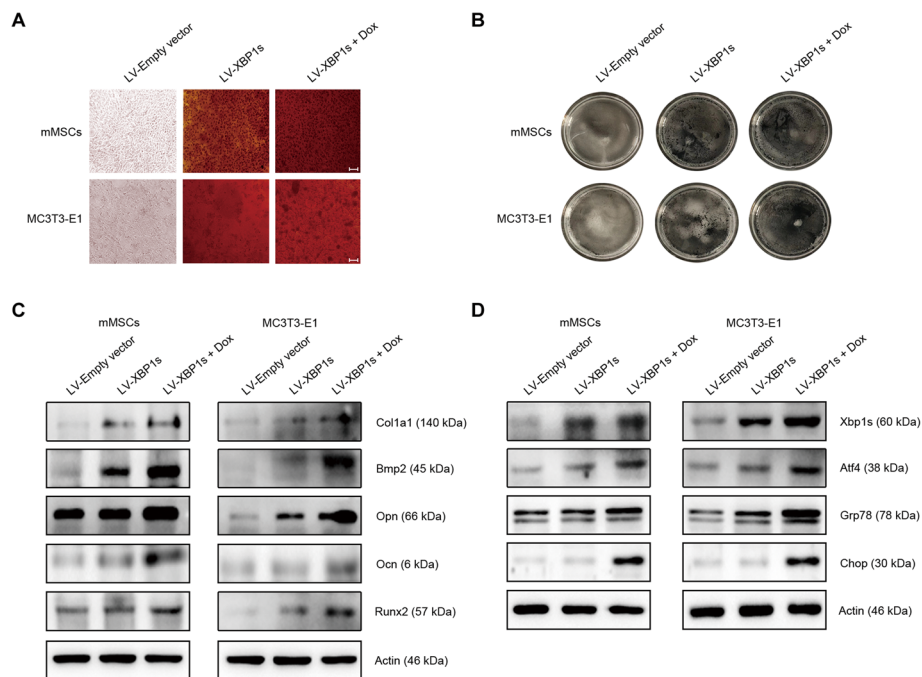 A
LV-Empty vector
LV-XBP1s
LV-XBP1s + Dox
mMSCs
MC3T3-E1
B
LV-Empty vector
LV-XBP1s
LV-XBP1s + Dox
mMSCs
MC3T3-E1
C
mMSCs
MC3T3-E1
LV-Empty vector
LV-XBP1s
LV-XBP1s + Dox
LV-Empty vector
LV-XBP1s
LV-XBP1s + Dox
Col1a1 (140 kDa)
Bmp2 (45 kDa)
Opn (66 kDa)
Ocn (6 kDa)
Runx2 (57 kDa)
Actin (46 kDa)
D
mMSCs
MC3T3-E1
LV-Empty vector
LV-XBP1s
LV-XBP1s + Dox
LV-Empty vector
LV-XBP1s
LV-XBP1s + Dox
Xbp1s (60 kDa)
Atf4 (38 kDa)
Grp78 (78 kDa)
Chop (30 kDa)
Actin (46 kDa)